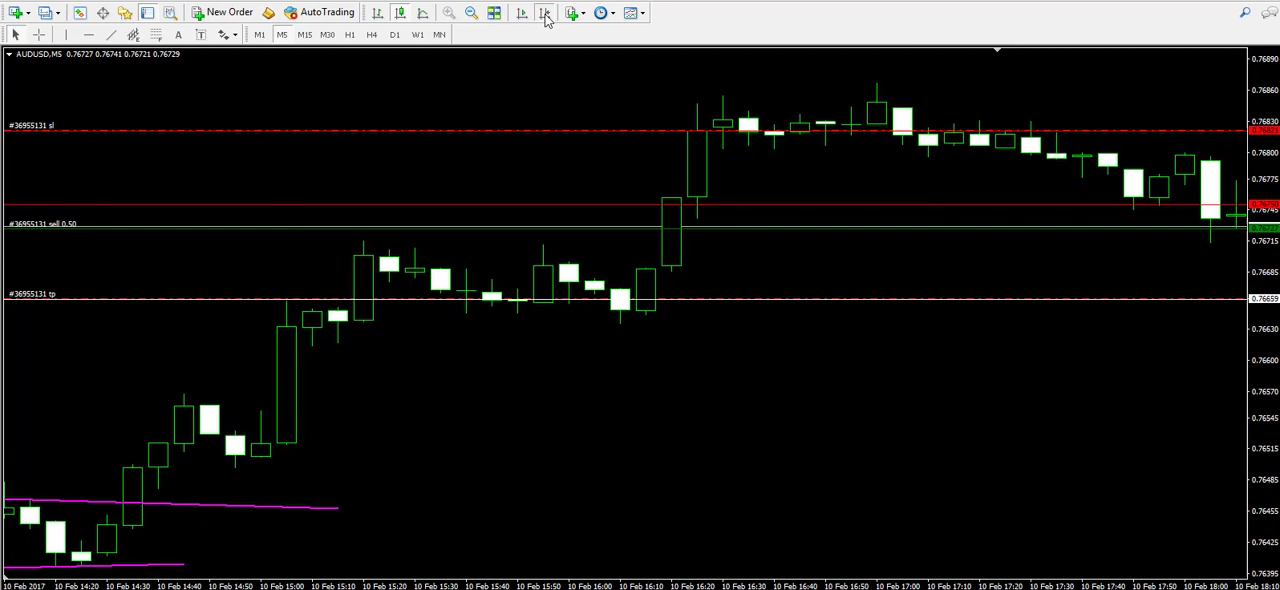 New Order AutoTrading
A T M1 M5 M15 M30 H1 H4 D1 W1 MN
AUDUSD,M5 0.76727 0.76741 0.76721 0.76729
0.76890
0.76860
#36955131 sl
0.76830
0.76821
0.76800
0.76775
0.76745
#36955131 sell 0.50
0.76715
0.76685
#36955131 tp
0.76659
0.76630
0.76600
0.76570
0.76545
0.76515
0.76485
0.76455
0.76425
0.76395
10 Feb 2017 10 Feb 14:20 10 Feb 14:30 10 Feb 14:40 10 Feb 14:50 10 Feb 15:00 10 Feb 15:10 10 Feb 15:20 10 Feb 15:40 10 Feb 15:50 10 Feb 16:00 10 Feb 16:10 10 Feb 16:20 10 Feb 16:30 10 Feb 16:40 10 Feb 16:50 10 Feb 17:00 10 Feb 17:10 10 Feb 17:20 10 Feb 17:30 10 Feb 17:40 10 Feb 17:50 10 Feb 18:00 10 Feb 18:10